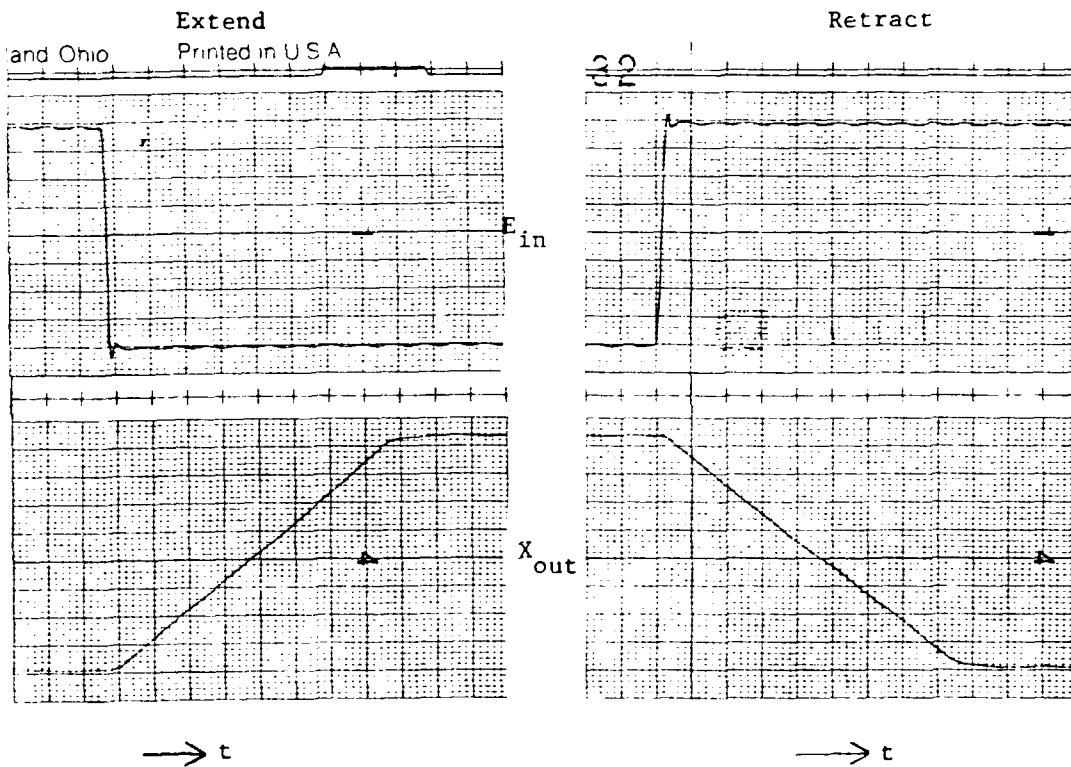 Extend
Retract
and Ohio Printed in U S A
32
E in
X out
t
t